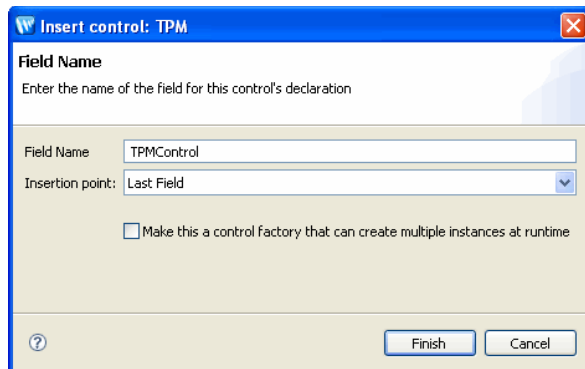 Insert control: TPM
Field Name
Enter the name of the field for this control's declaration
Field Name TPMControl
Insertion point: Last Field
Make this a control factory that can create multiple instances at runtime
? Finish Cancel